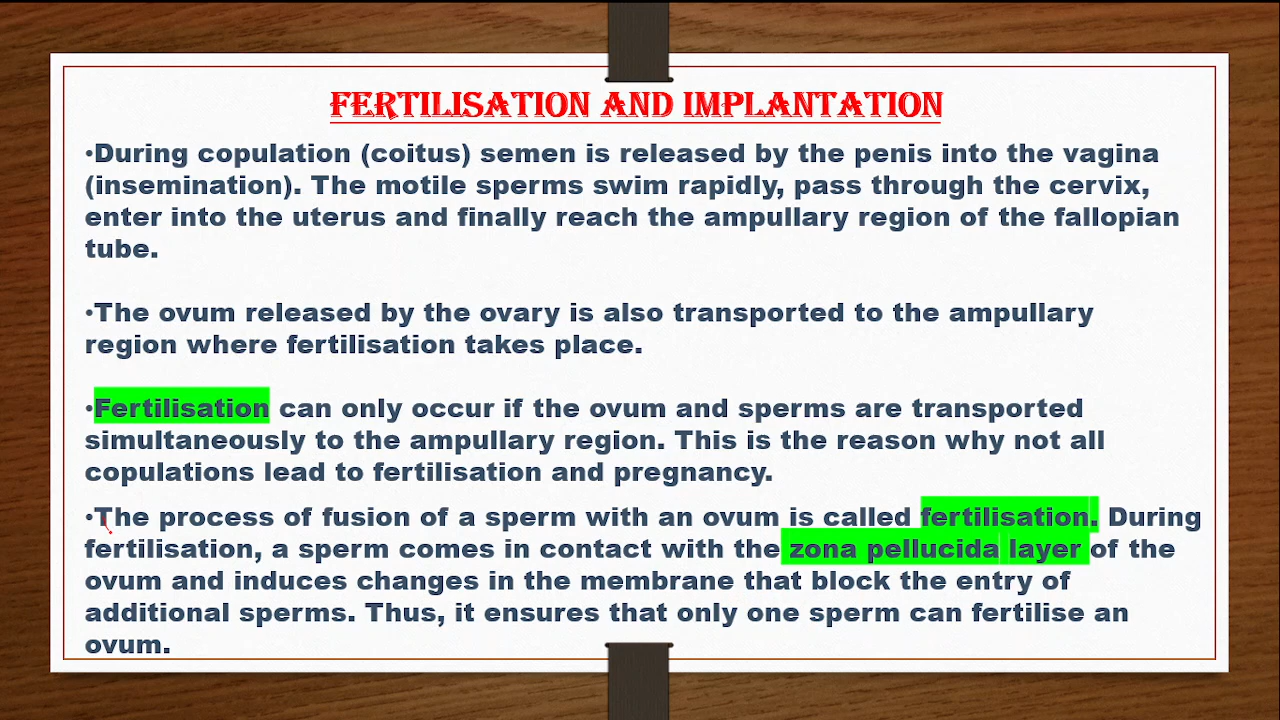 FERTILISATION AND IMPLANTATION
•During copulation (coitus) semen is released by the penis into the vagina
(insemination). The motile sperms swim rapidly, pass through the cervix,
enter into the uterus and finally reach the ampullary region of the fallopian
tube.
•The ovum released by the ovary is also transported to the ampullary
region where fertilisation takes place.
•Fertilisation can only occur if the ovum and sperms are transported
simultaneously to the ampullary region. This is the reason why not all
copulations lead to fertilisation and pregnancy.
•The process of fusion of a sperm with an ovum is called fertilisation. During
fertilisation, a sperm comes in contact with the zona pellucida layer of the
ovum and induces changes in the membrane that block the entry of
additional sperms. Thus, it ensures that only one sperm can fertilise an
ovum.